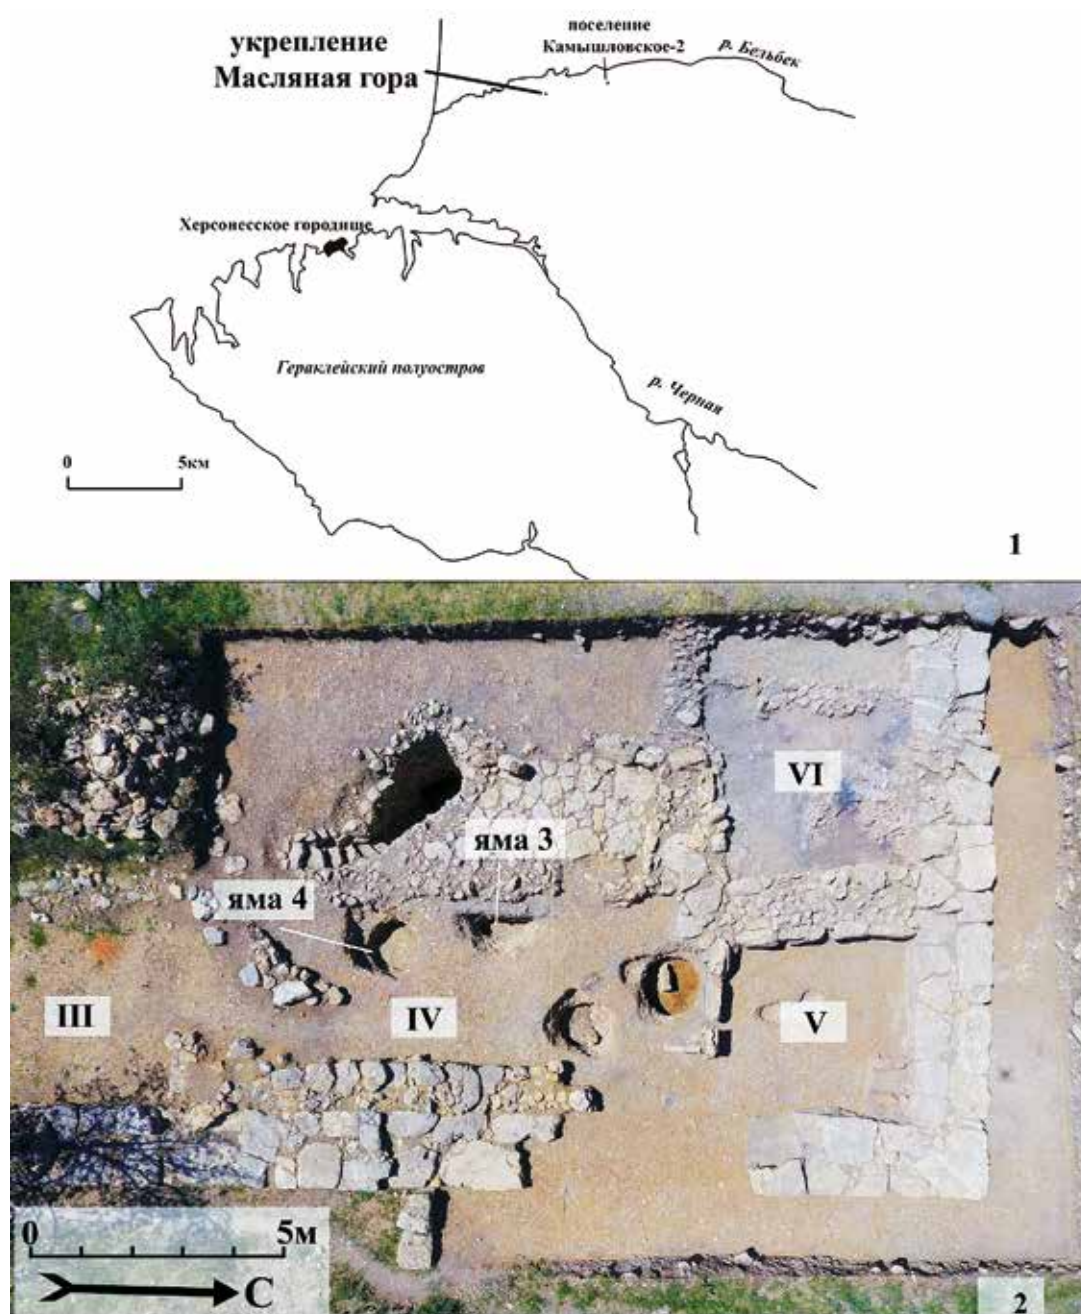 укрепление
Масляная гора
поселение
Камышловское-2
р. Бельбек
Херсонесское городище
Гераклейский полуостров
р. Черная
0 5км
1
VI
яма 3
яма 4
III
IV
V
0 5м
С
2